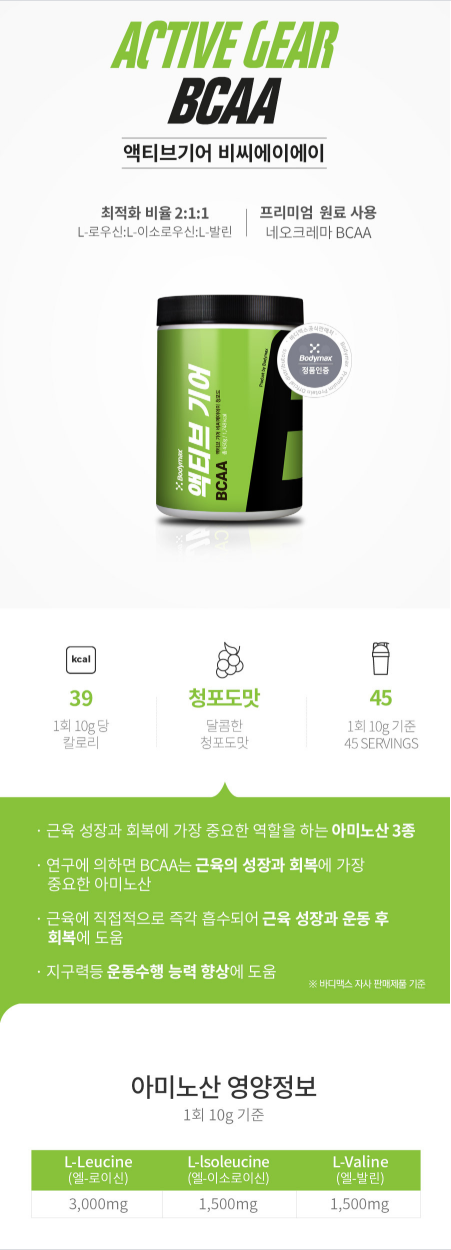 ACTIVE GEAR
BCAA
액티브기어 비씨에이에이
최적화 비율 2:1:1
L-로우신:L-이소로우신:L-발린
프리미엄 원료 사용
네오크레마 BCAA
Bodymax
액티브 기어
BCAA
Bodymax
정품인증
kcal
39
1회 10g 당
칼로리
청포도맛
달콤한
청포도맛
45
1회 10g 기준
45 SERVINGS
· 근육 성장과 회복에 가장 중요한 역할을 하는 아미노산 3종
· 연구에 의하면 BCAA는 근육의 성장과 회복에 가장
중요한 아미노산
· 근육에 직접적으로 즉각 흡수되어 근육 성장과 운동 후
회복에 도움
· 지구력등 운동수행 능력 향상에 도움
※ 바디맥스 자사 판매제품 기준
아미노산 영양정보
1회 10g 기준
L-Leucine
(엘-로이신)
L-lsoleucine
(엘-이소로이신)
L-Valine
(엘-발린)
3,000mg
1,500mg
1,500mg